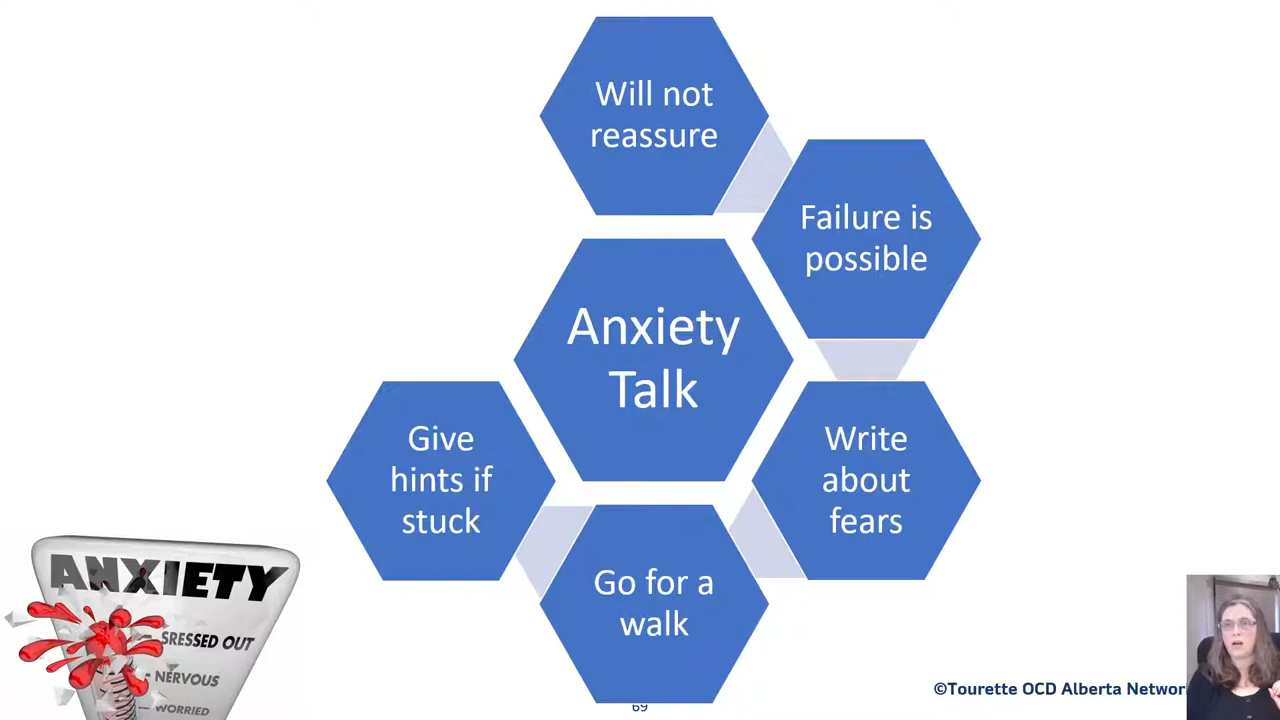 Will not
reassure
Failure is
possible
Anxiety
Talk
Write
about
fears
Go for a
walk
Give
hints if
stuck
ANXIETY
SRESSED OUT
NERVOUS
WORRIED
©Tourette OCD Alberta Networ
69